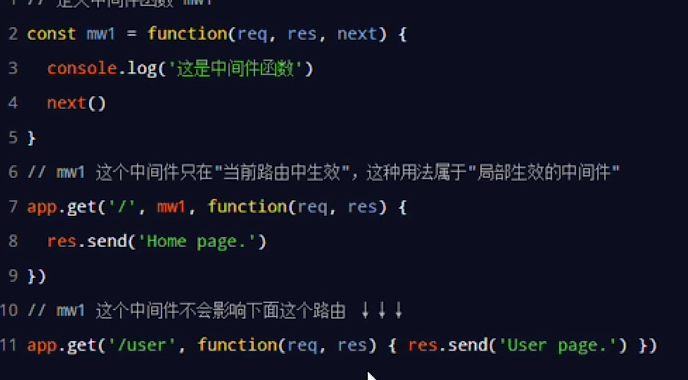 1 // 定义中间件函数 mw1
2 const mw1 = function(req, res, next) {
3 console.log('这是中间件函数')
4 next()
5 }
6 // mw1 这个中间件只在"当前路由中生效"，这种用法属于"局部生效的中间件"
7 app.get('/', mw1, function(req, res) {
8 res.send('Home page.')
9 })
10 // mw1 这个中间件不会影响下面这个路由 ↓↓↓
11 app.get('/user', function(req, res) { res.send('User page.') })